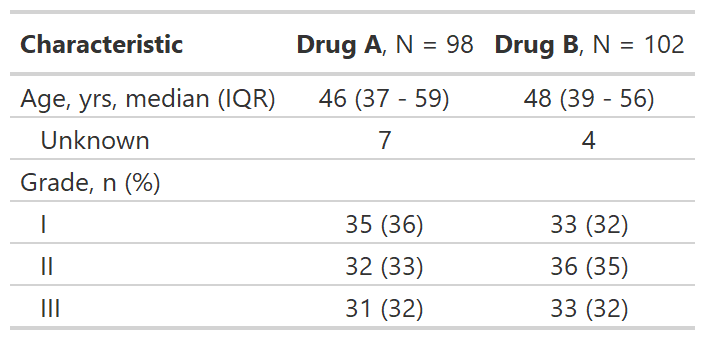 Characteristic Drug A, N = 98 Drug B, N = 102
Age, yrs, median (IQR) 46 (37 - 59) 48 (39 - 56)
Unknown 7 4
Grade, n (%)
I 35 (36) 33 (32)
II 32 (33) 36 (35)
III 31 (32) 33 (32)